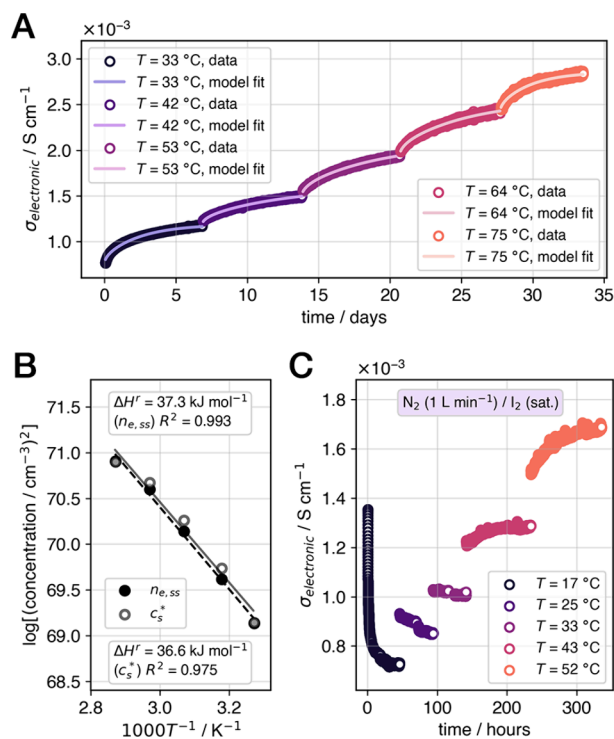 A
×10⁻³
σ_electronic / S cm⁻¹
3.0
2.5
2.0
1.5
1.0
T = 33 °C, data
T = 33 °C, model fit
T = 42 °C, data
T = 42 °C, model fit
T = 53 °C, data
T = 53 °C, model fit
T = 64 °C, data
T = 64 °C, model fit
T = 75 °C, data
T = 75 °C, model fit
0 5 10 15 20 25 30 35
time / days
B
log[(concentration / cm⁻³)²]
71.5
71.0
70.5
70.0
69.5
69.0
68.5
ΔHʳ = 37.3 kJ mol⁻¹
(n_e,ss) R² = 0.993
n_e,ss
c_s^*
ΔHʳ = 36.6 kJ mol⁻¹
(c_s^*) R² = 0.975
2.8 3.0 3.2
1000T⁻¹ / K⁻¹
C
×10⁻³
σ_electronic / S cm⁻¹
1.8
1.6
1.4
1.2
1.0
0.8
N₂ (1 L min⁻¹) / I₂ (sat.)
T = 17 °C
T = 25 °C
T = 33 °C
T = 43 °C
T = 52 °C
0 100 200 300
time / hours